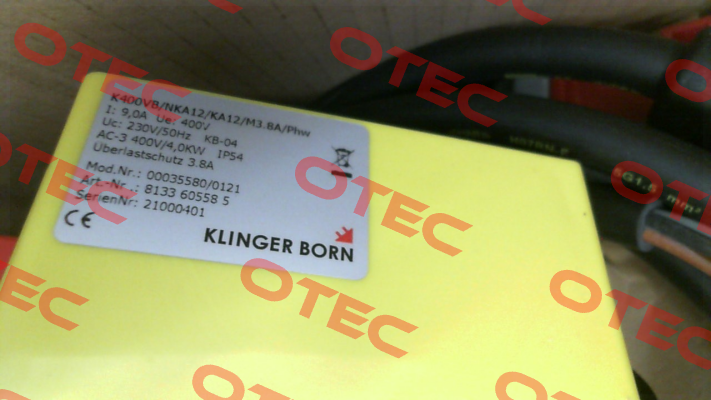 K400VB/NKA12/KA12/M3.8A/Phw
I: 9,0A Ue: 400V
Uc: 230V/50Hz KB-04
AC-3 400V/4,0KW IP54
Überlastschutz 3.8A
Mod.Nr.: 00035580/0121
Art.-Nr..: 8133 60558 5
SerienNr: 21000401
CE
KLINGER BORN
OTEC
OTEC
OTEC
OTEC
OTEC
OTEC
OTEC
OTEC
OTEC